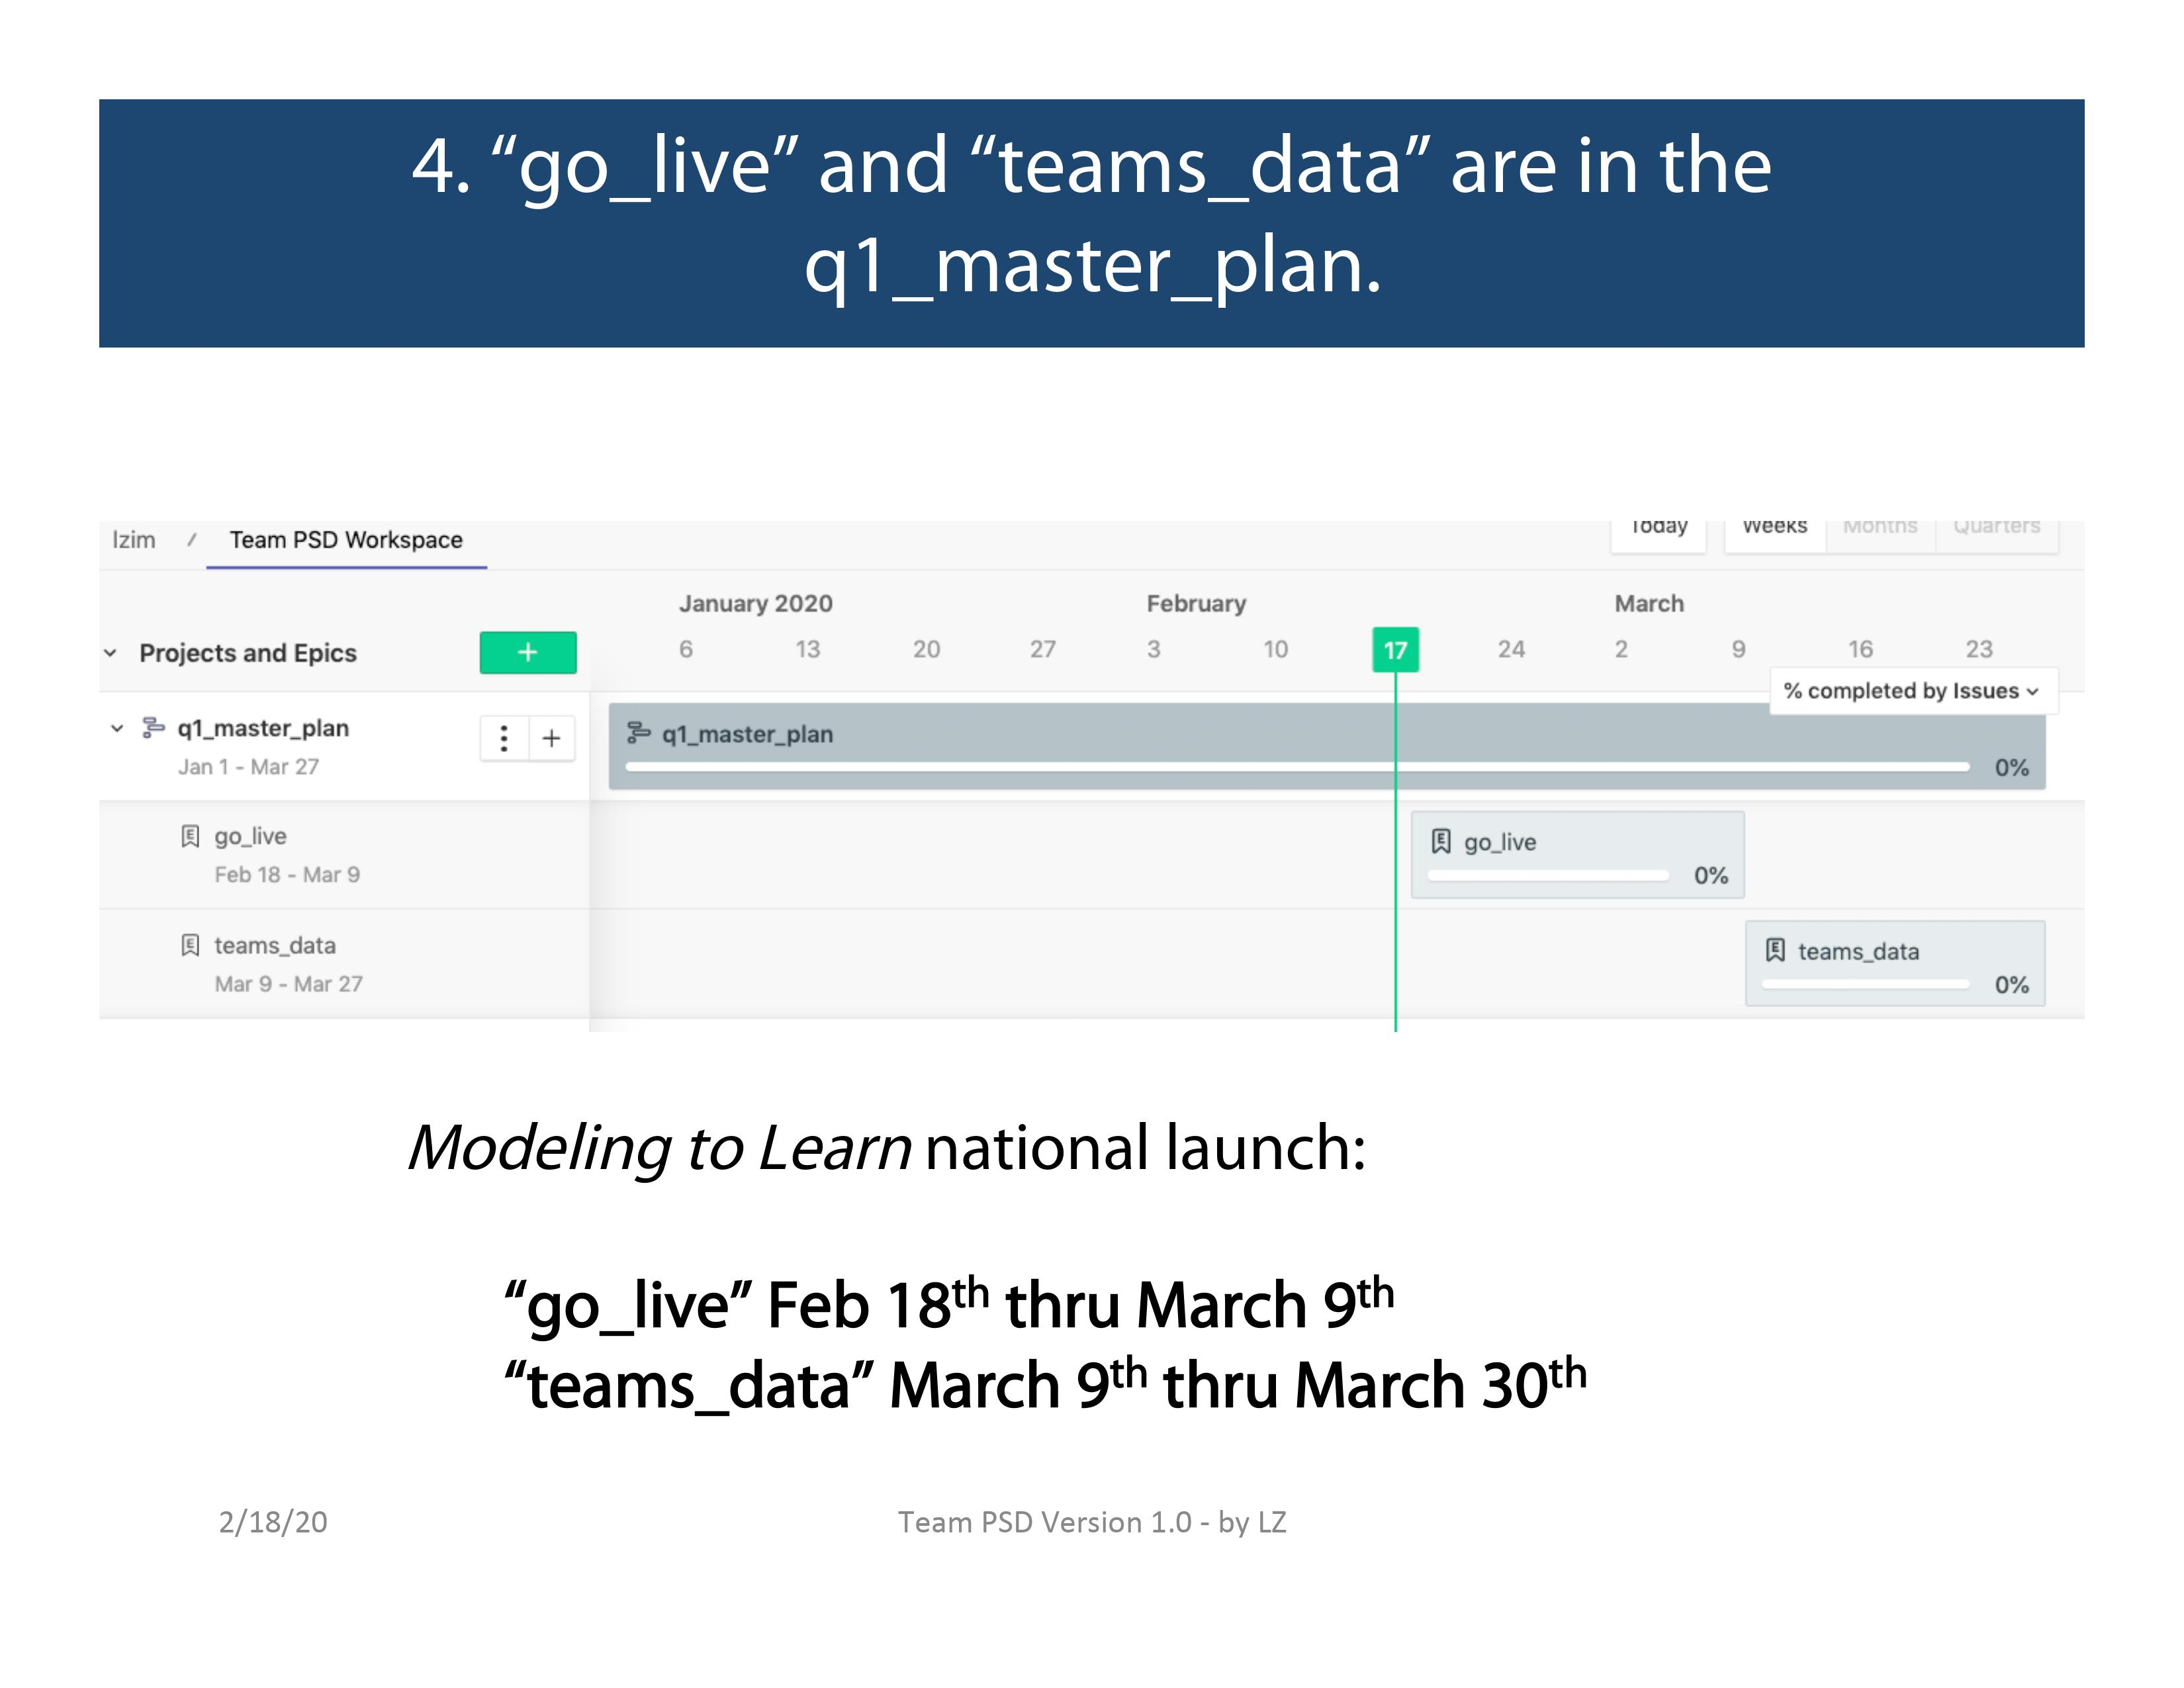 4. “go_live” and “teams_data” are in the
q1_master_plan.
lzim / Team PSD Workspace
Today Weeks Months Quarters
January 2020 February March
Projects and Epics +
6 13 20 27 3 10 17 24 2 9 16 23
% completed by Issues
q1_master_plan
Jan 1 - Mar 27
+
q1_master_plan
0%
go_live
Feb 18 - Mar 9
go_live
0%
teams_data
Mar 9 - Mar 27
teams_data
0%
Modeling to Learn national launch:
“go_live” Feb 18th thru March 9th
“teams_data” March 9th thru March 30th
2/18/20
Team PSD Version 1.0 - by LZ